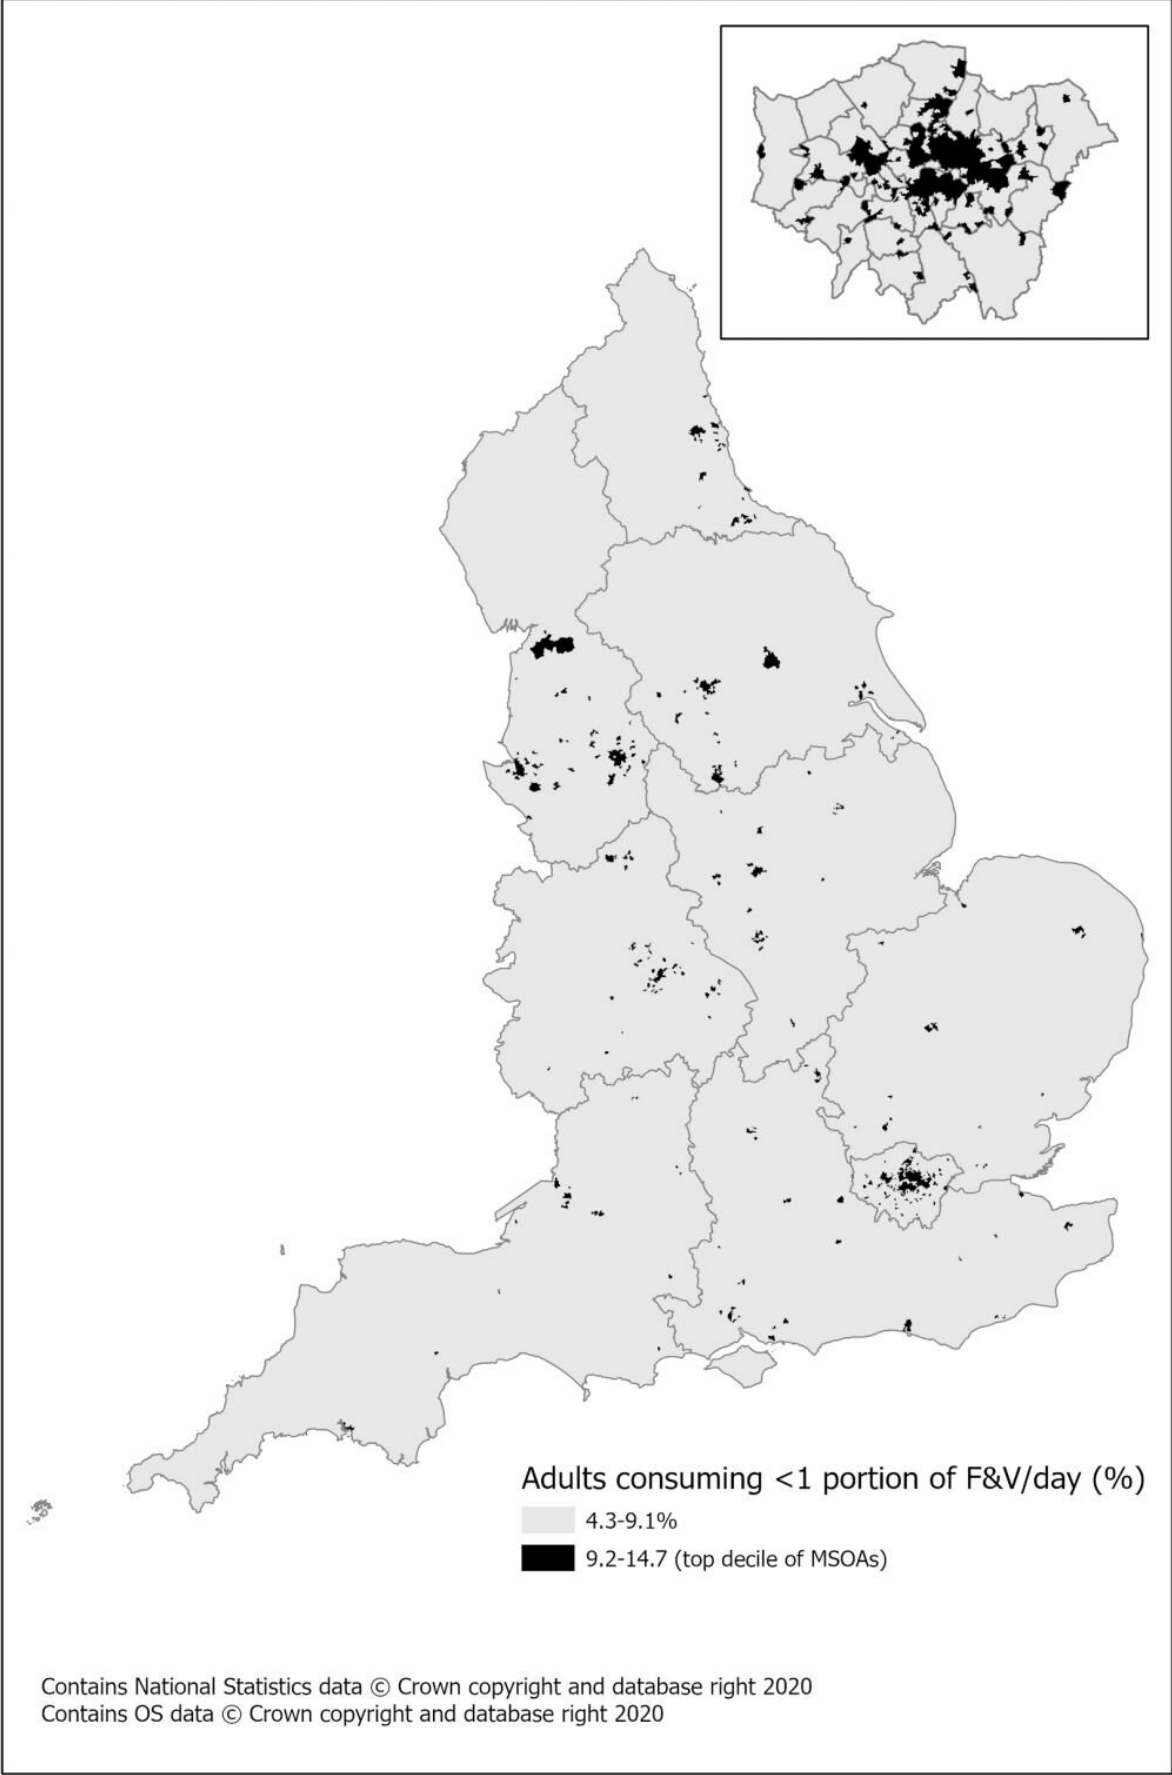 Adults consuming <1 portion of F&V/day (%)
4.3-9.1%
9.2-14.7 (top decile of MSOAs)
Contains National Statistics data © Crown copyright and database right 2020
Contains OS data © Crown copyright and database right 2020